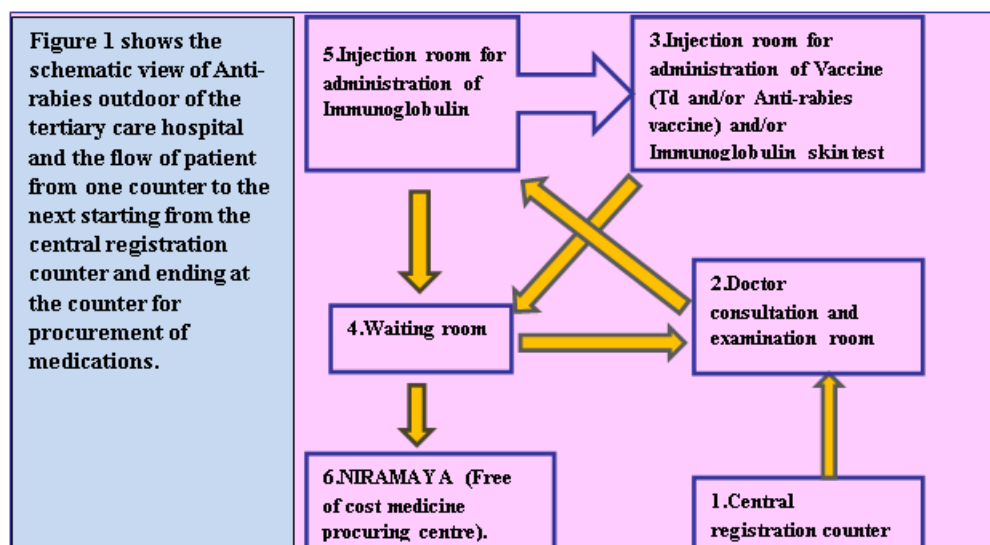 Figure 1 shows the
schematic view of Anti-
rabies outdoor of the
tertiary care hospital
and the flow of patient
from one counter to the
next starting from the
central registration
counter and ending at
the counter for
procurement of
medications.
5.Injection room for
administration of
Immunoglobulin
3.Injection room for
administration of Vaccine
(Td and/or Anti-rabies
vaccine) and/or
Immunoglobulin skin test
4.Waiting room
2.Doctor
consultation and
examination room
6.NIRAMAYA (Free
of cost medicine
procuring centre).
1.Central
registration counter